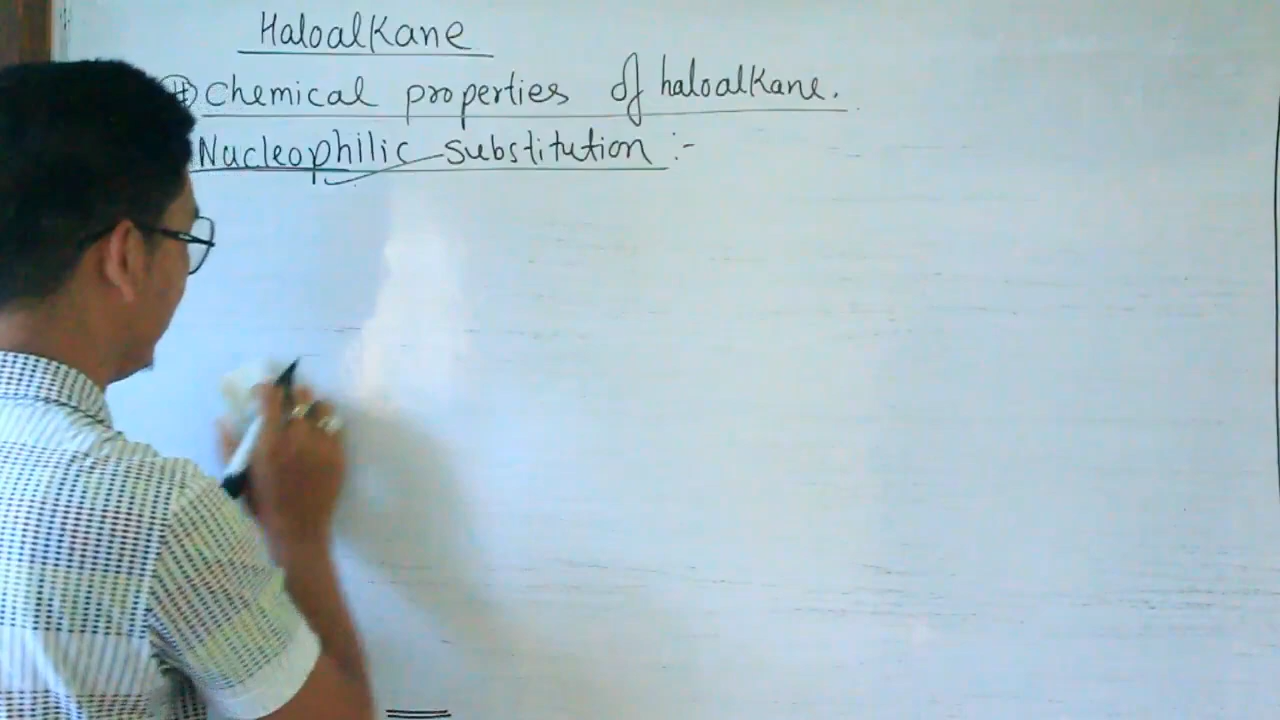 Haloalkane
# Chemical properties of haloalkane.
Nucleophilic substitution :-